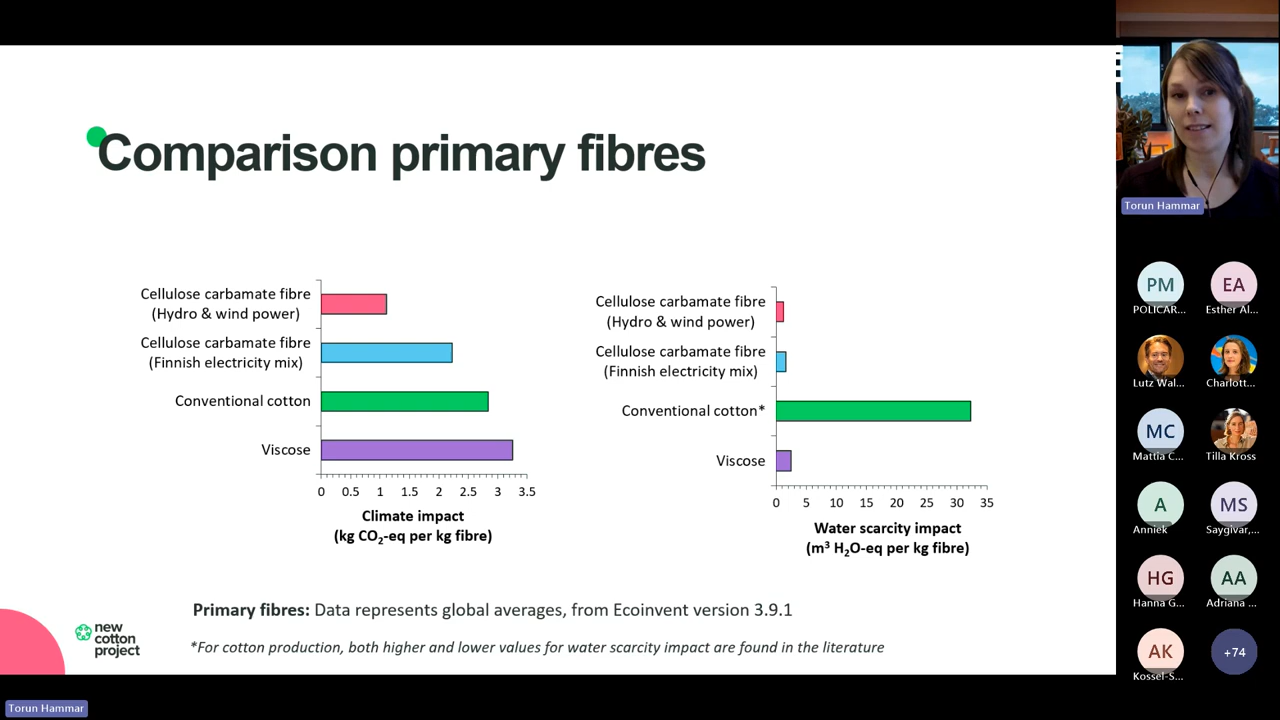 Comparison primary fibres
Cellulose carbamate fibre
(Hydro & wind power)
Cellulose carbamate fibre
(Finnish electricity mix)
Conventional cotton
Viscose
0 0.5 1 1.5 2 2.5 3 3.5
Climate impact
(kg CO₂-eq per kg fibre)
Cellulose carbamate fibre
(Hydro & wind power)
Cellulose carbamate fibre
(Finnish electricity mix)
Conventional cotton*
Viscose
0 5 10 15 20 25 30 35
Water scarcity impact
(m³ H₂O-eq per kg fibre)
Primary fibres: Data represents global averages, from Ecoinvent version 3.9.1
*For cotton production, both higher and lower values for water scarcity impact are found in the literature
new
cotton
project
Torun Hammar
Torun Hammar
PM
EA
POLICAR...
Esther Al...
Lutz Wal...
Charlott...
MC
Mattia C...
Tilla Kross
A
MS
Anniek
Saygivar,...
HG
AA
Hanna G...
Adriana ...
AK
+74
Kossel-S...